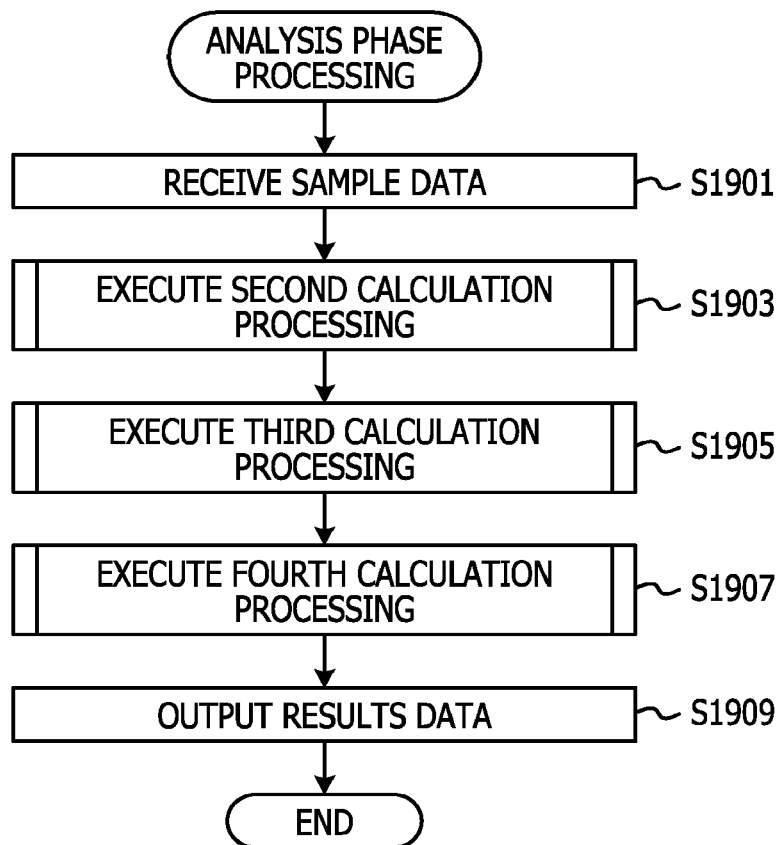 ANALYSIS PHASE
PROCESSING
RECEIVE SAMPLE DATA
S1901
EXECUTE SECOND CALCULATION
PROCESSING
S1903
EXECUTE THIRD CALCULATION
PROCESSING
S1905
EXECUTE FOURTH CALCULATION
PROCESSING
S1907
OUTPUT RESULTS DATA
S1909
END